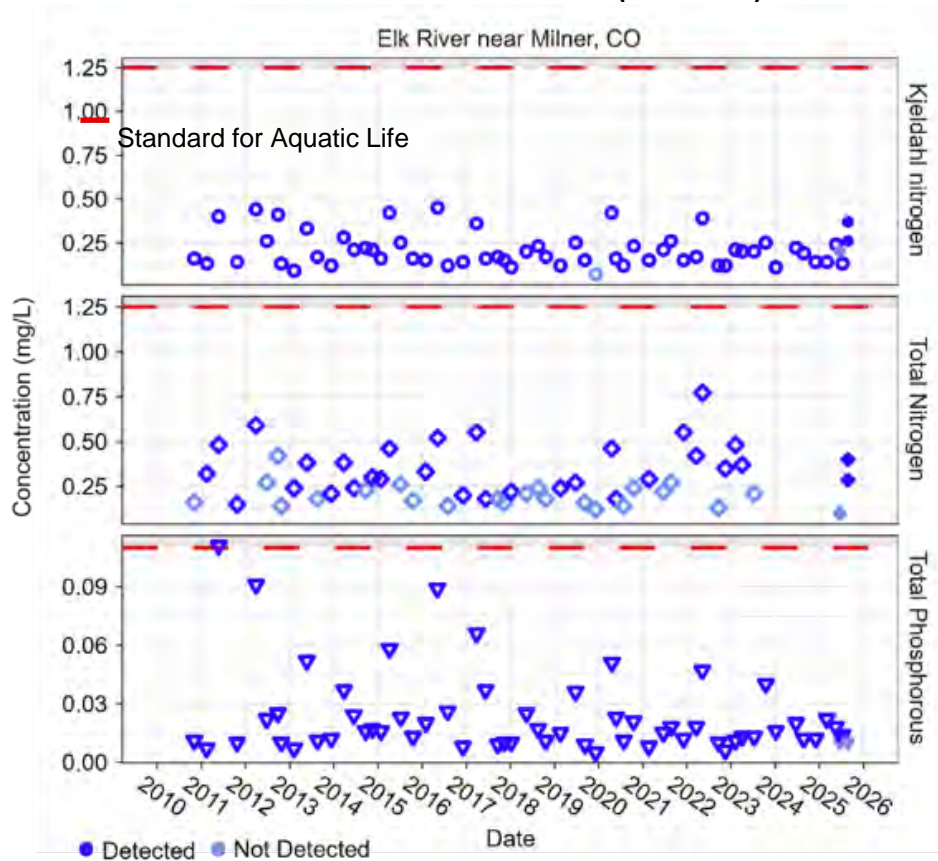 Elk River near Milner, CO
1.25
1.00
Standard for Aquatic Life
0.75
0.50
0.25
Kjeldahl nitrogen
1.25
1.00
0.75
0.50
0.25
Total Nitrogen
Concentration (mg/L)
0.09
0.06
0.03
0.00
Total Phosphorous
2010 2011 2012 2013 2014 2015 2016 2017 2018 2019 2020 2021 2022 2023 2024 2025 2026
Date
Detected Not Detected